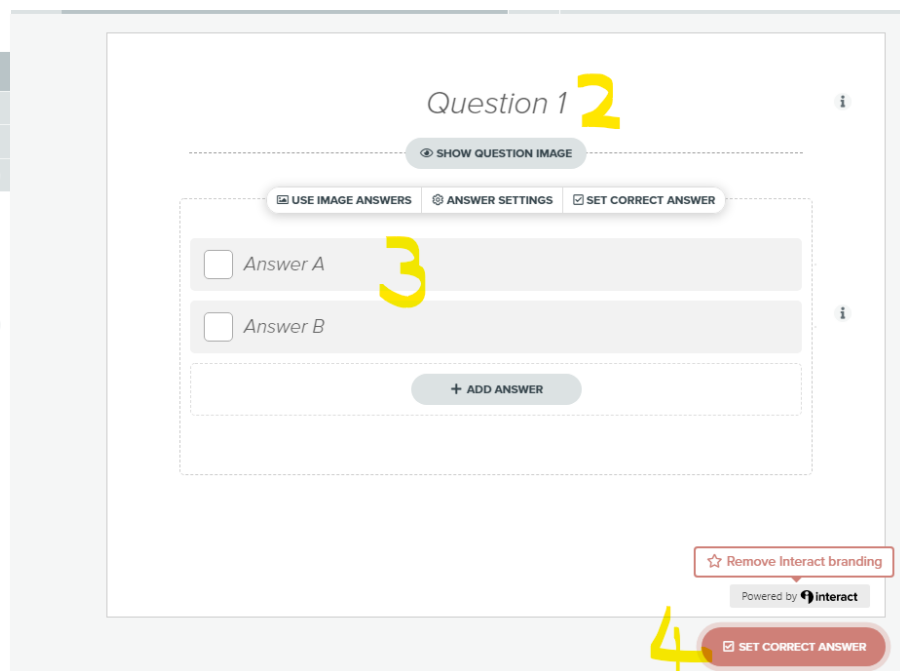 Question 1 2
SHOW QUESTION IMAGE
USE IMAGE ANSWERS ANSWER SETTINGS SET CORRECT ANSWER
Answer A 3
Answer B
+ ADD ANSWER
Remove Interact branding
Powered by interact
4 SET CORRECT ANSWER